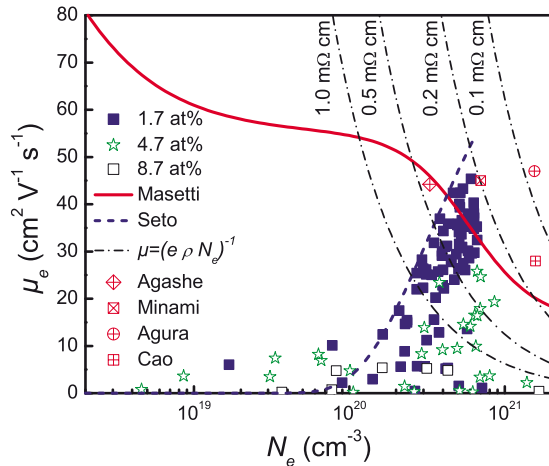 80
70
60
50
40
30
20
10
0
μe (cm² V⁻¹ s⁻¹)
1.0 mΩ cm
0.5 mΩ cm
0.2 mΩ cm
0.1 mΩ cm
1.7 at%
4.7 at%
8.7 at%
Masetti
Seto
μ=(e ρ Ne)⁻¹
Agashe
Minami
Agura
Cao
10¹⁹
10²⁰
10²¹
Ne (cm⁻³)